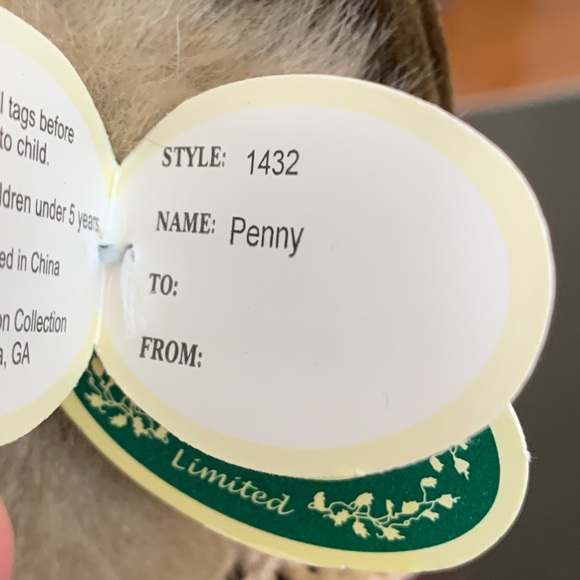 l tags before
to child.
ldren under 5 years
ed in China
on Collection
a, GA
STYLE: 1432
NAME: Penny
TO:
FROM:
Limited